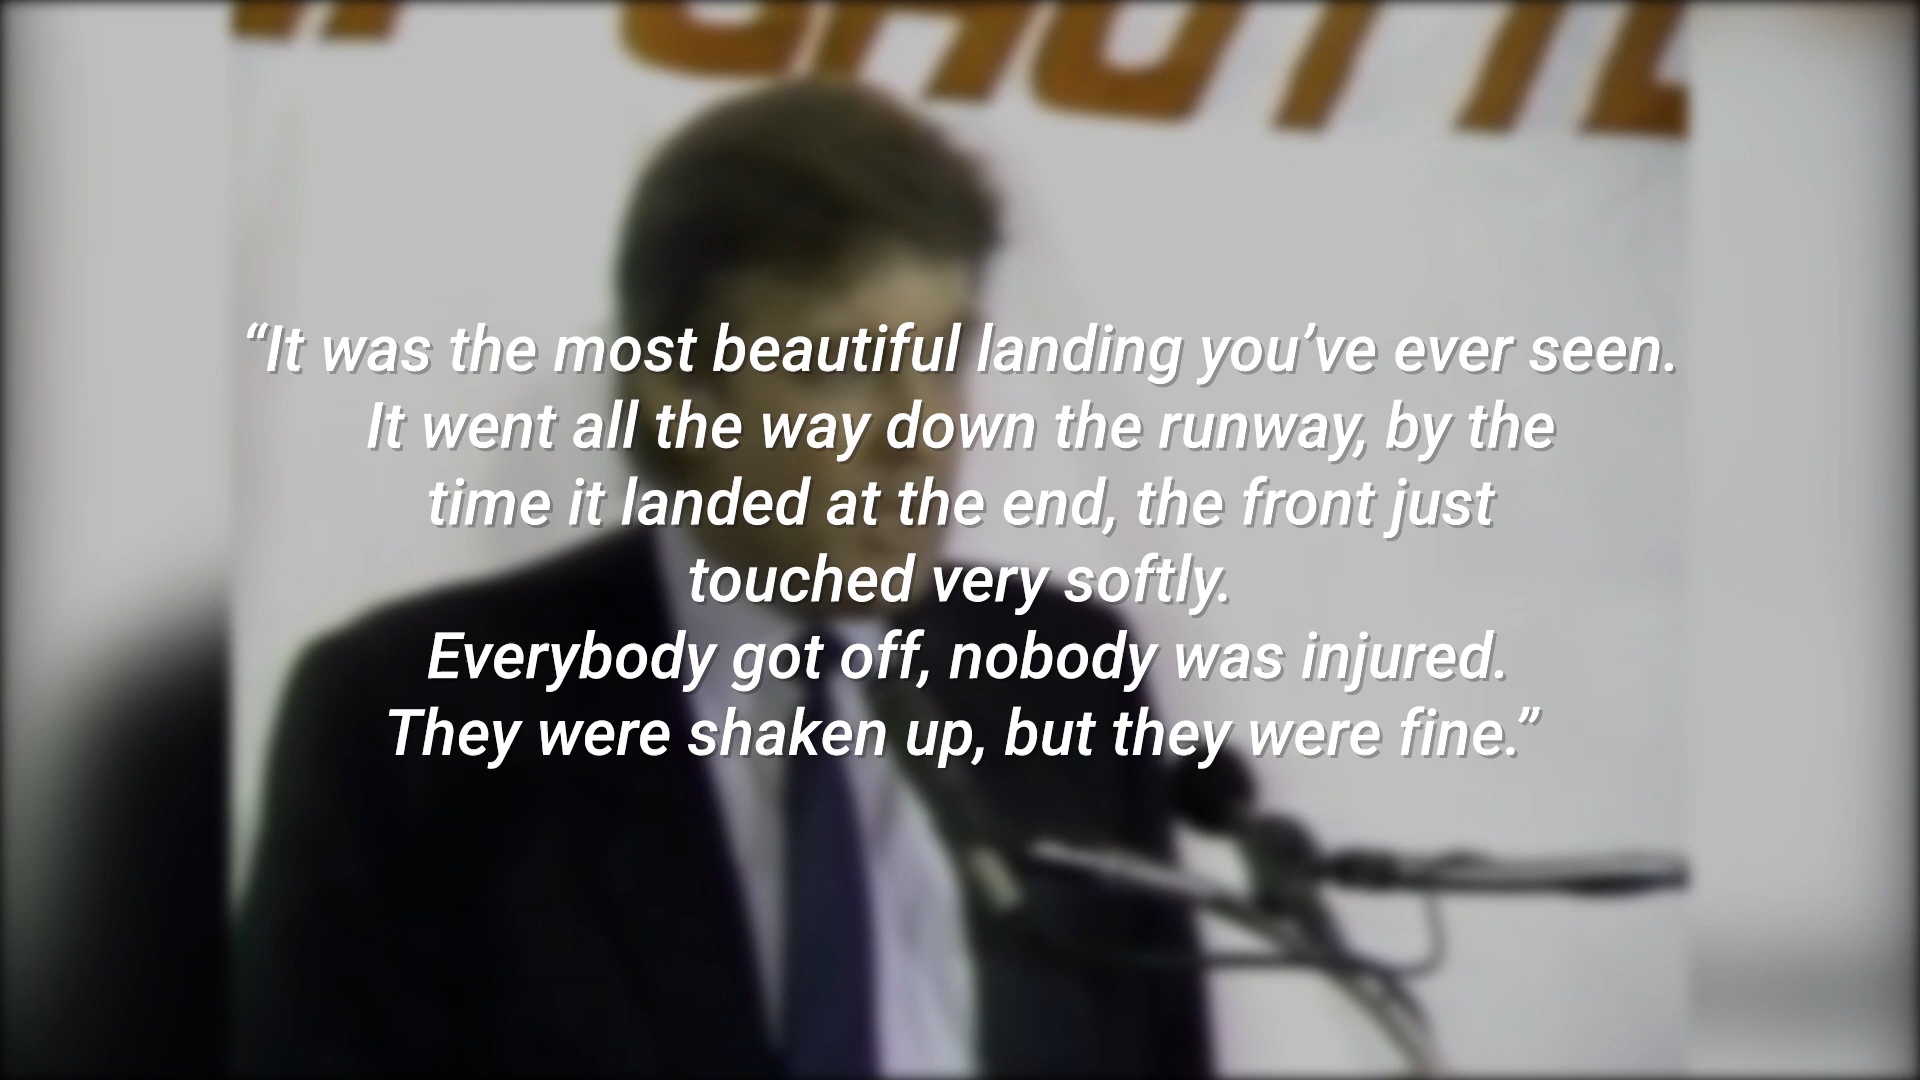 “It was the most beautiful landing you’ve ever seen.
It went all the way down the runway, by the
time it landed at the end, the front just
touched very softly.
Everybody got off, nobody was injured.
They were shaken up, but they were fine.”